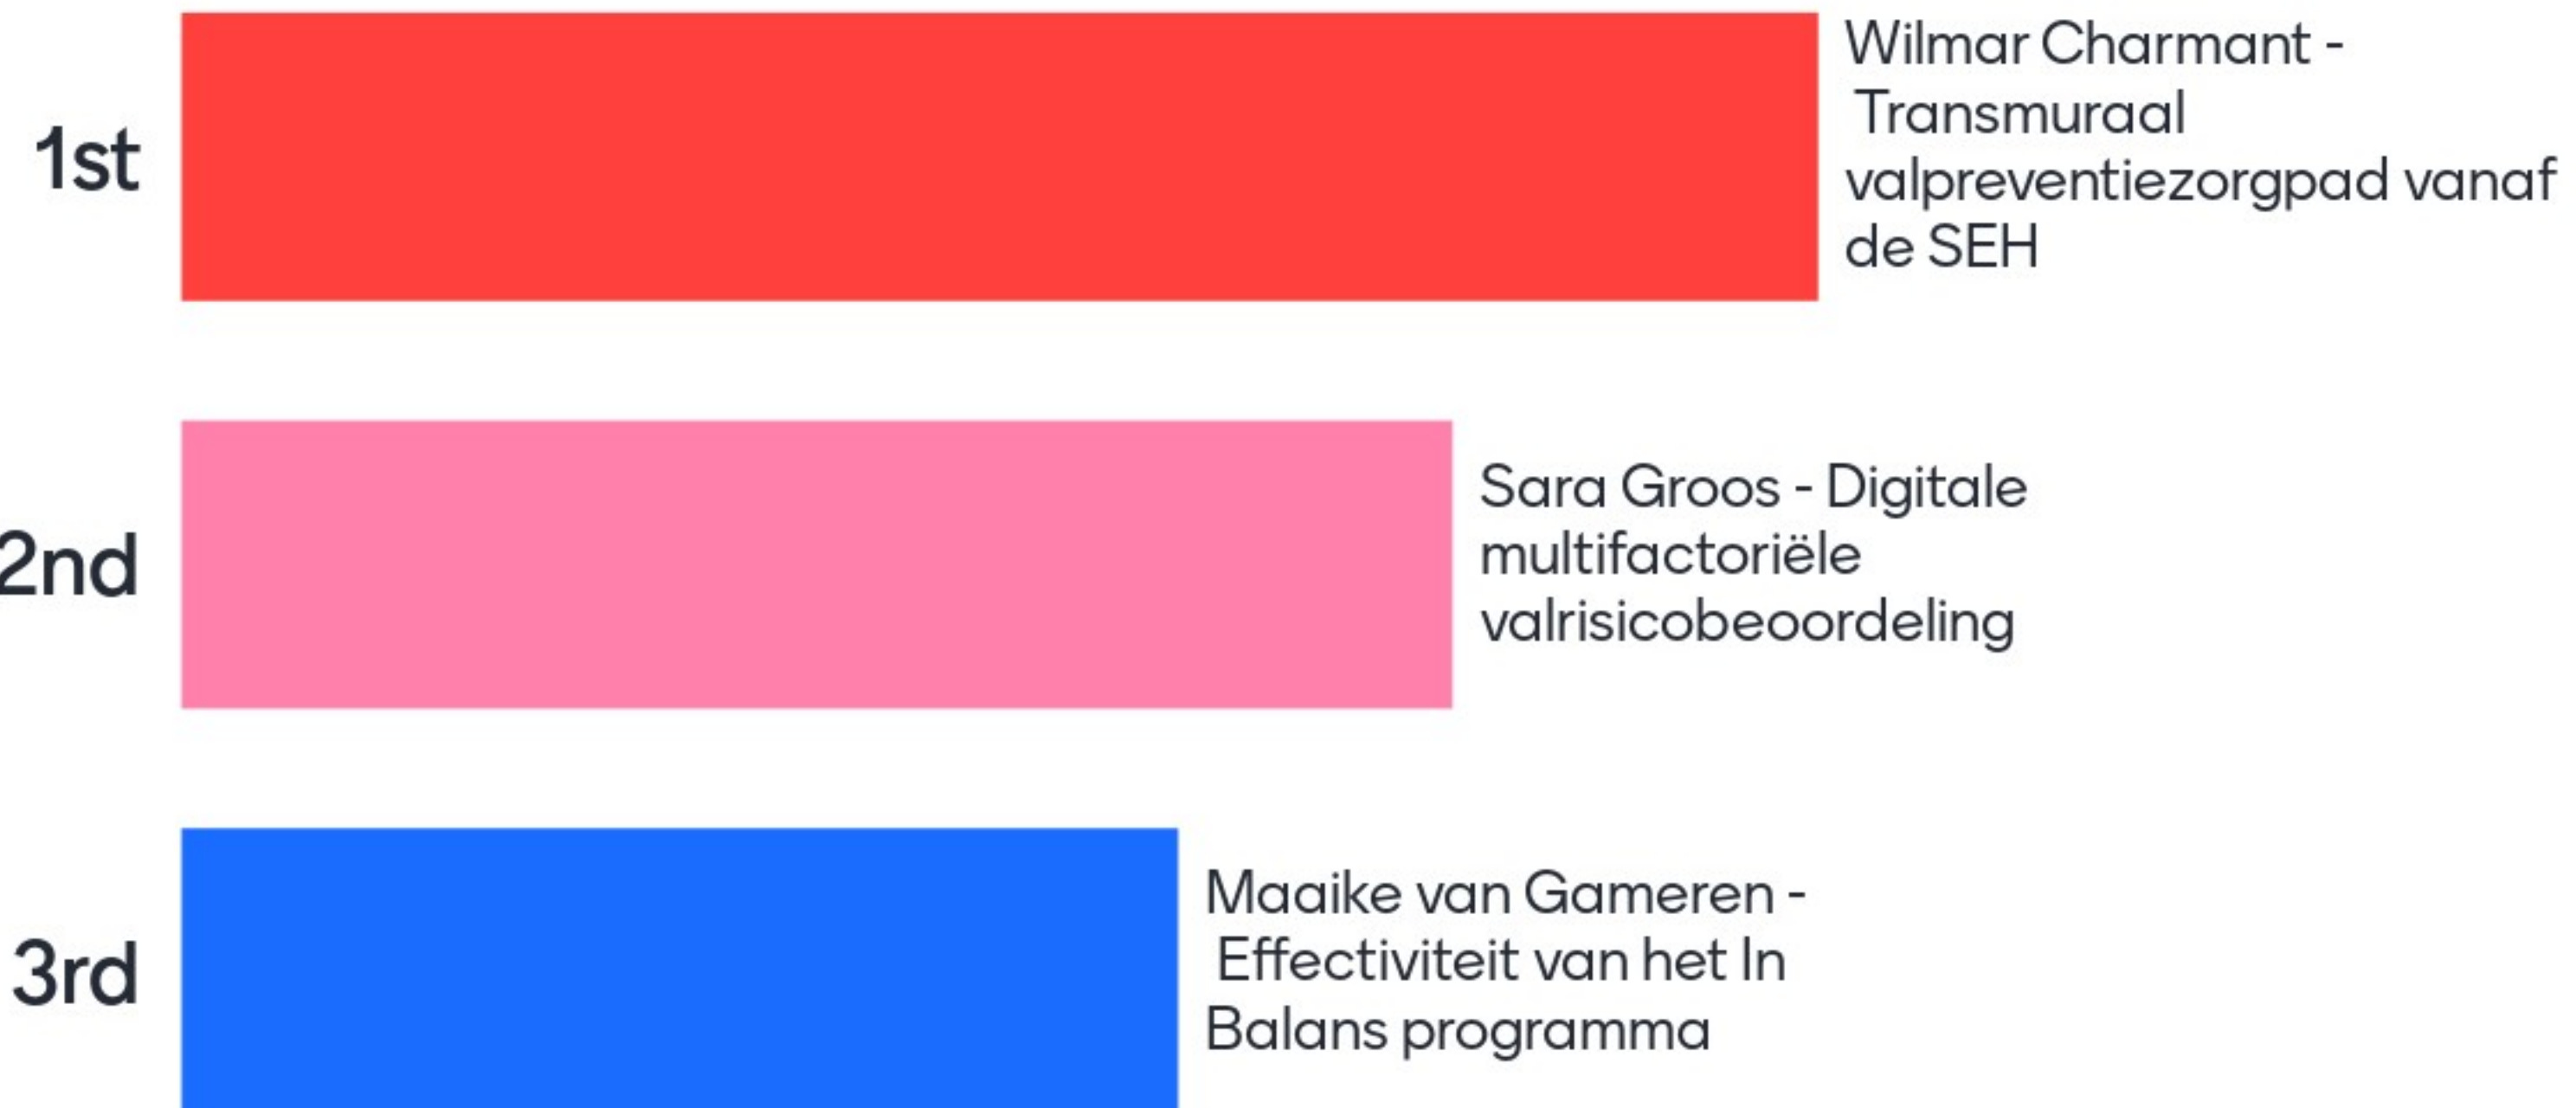 1st
Wilmar Charmant -
Transmuraal
valpreventiezorgpad vanaf
de SEH
2nd
Sara Groos - Digitale
multifactoriële
valrisicobeoordeling
3rd
Maaike van Gameren -
Effectiviteit van het In
Balans programma